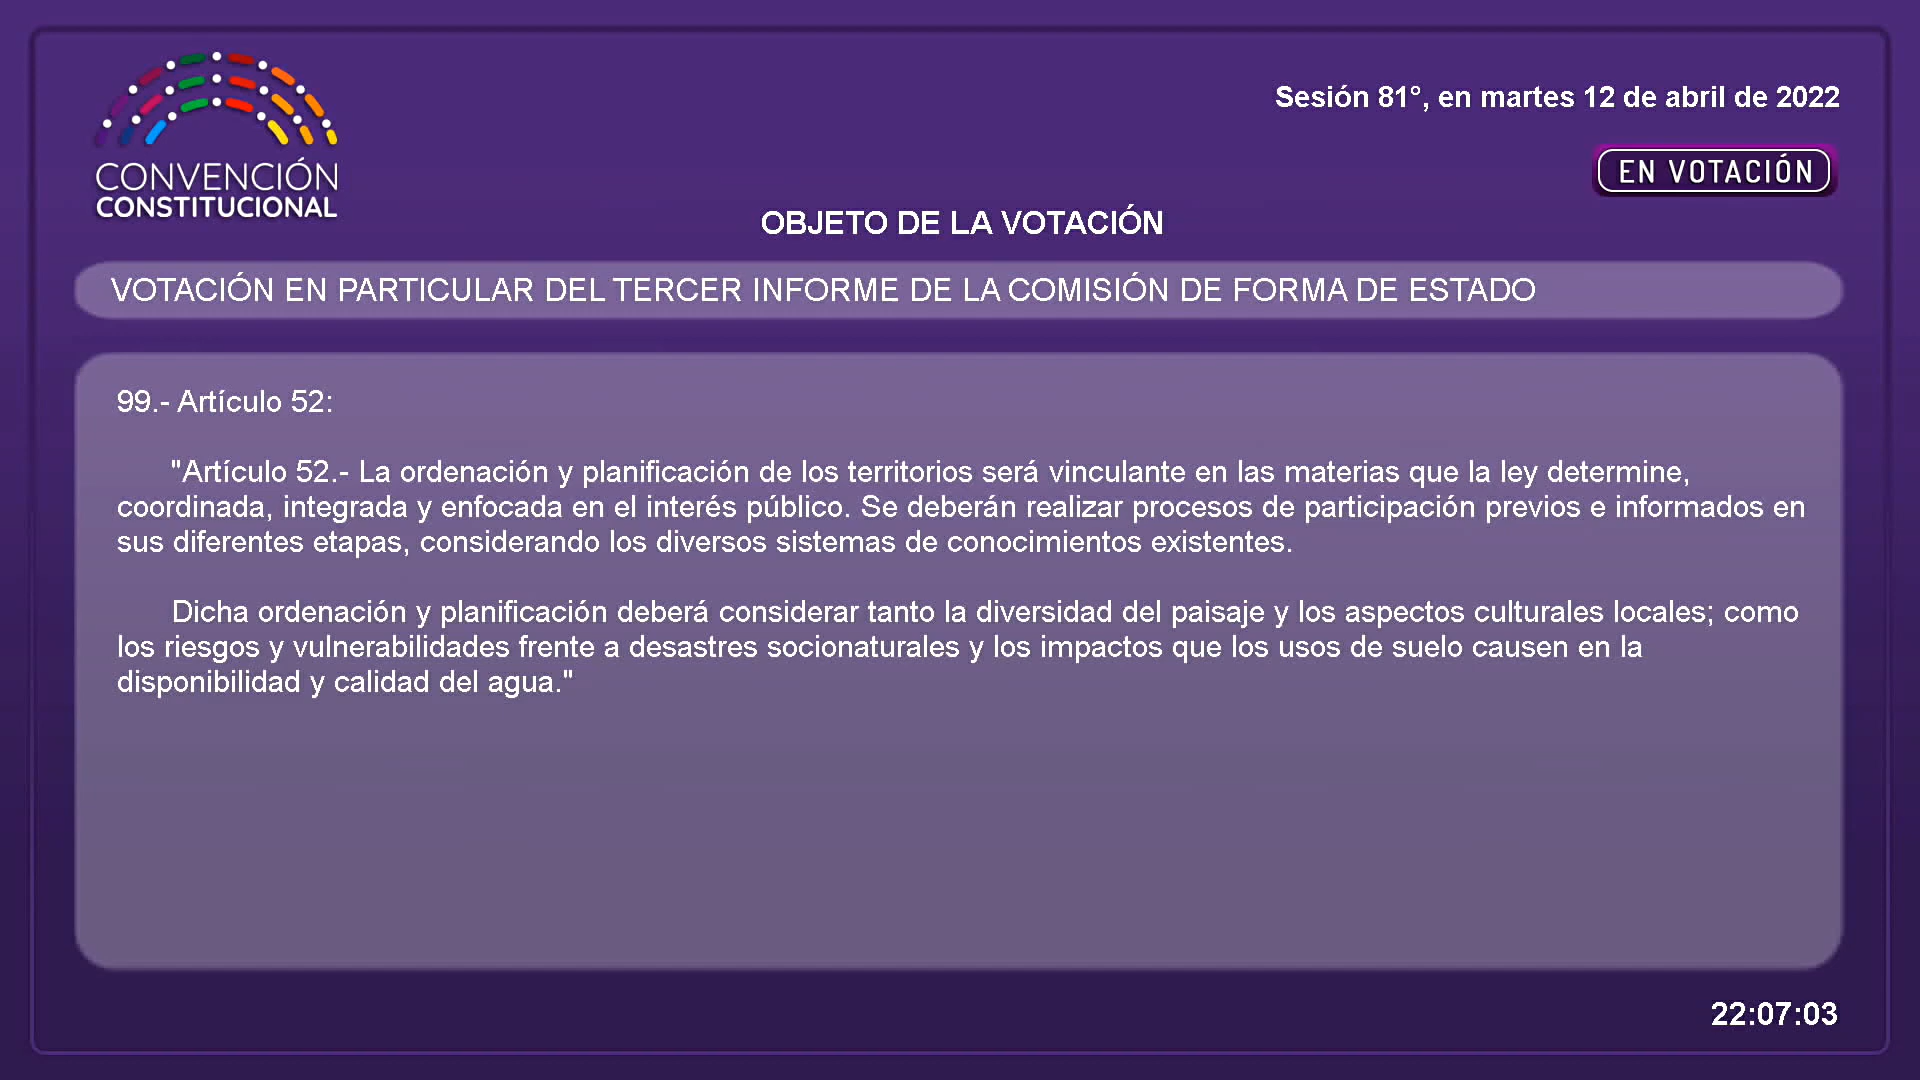 CONVENCIÓN
CONSTITUCIONAL
Sesión 81°, en martes 12 de abril de 2022
EN VOTACIÓN
OBJETO DE LA VOTACIÓN
VOTACIÓN EN PARTICULAR DEL TERCER INFORME DE LA COMISIÓN DE FORMA DE ESTADO
99.- Artículo 52:
"Artículo 52.- La ordenación y planificación de los territorios será vinculante en las materias que la ley determine,
coordinada, integrada y enfocada en el interés público. Se deberán realizar procesos de participación previos e informados en
sus diferentes etapas, considerando los diversos sistemas de conocimientos existentes.
Dicha ordenación y planificación deberá considerar tanto la diversidad del paisaje y los aspectos culturales locales; como
los riesgos y vulnerabilidades frente a desastres socionaturales y los impactos que los usos de suelo causen en la
disponibilidad y calidad del agua."
22:07:03